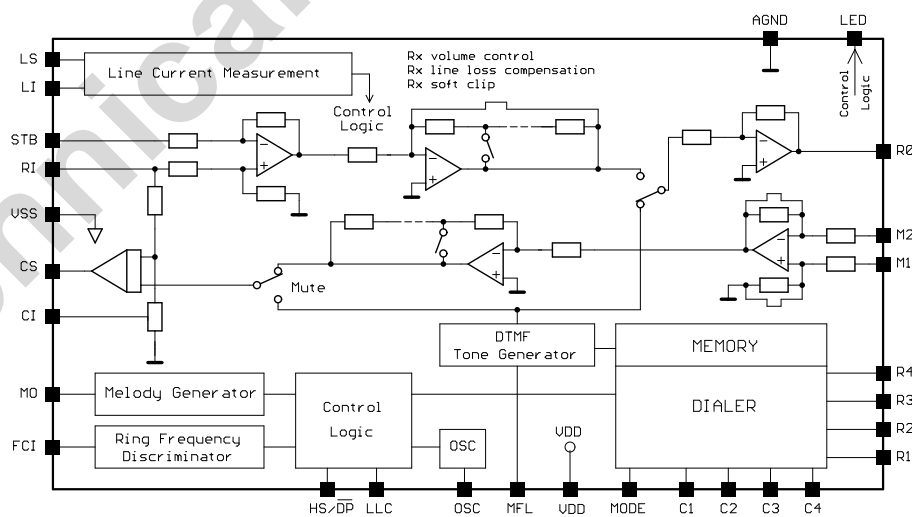 AGND
LED
LS
LI
Line Current Measurement
Rx volume control
Rx line loss compensation
Rx soft clip
Control
Logic
Control
Logic
STB
RI
RO
VSS
M2
M1
CS
Mute
CI
DTMF
Tone Generator
MEMORY
MO
Melody Generator
Control
Logic
DIALER
R4
R3
R2
R1
FCI
Ring Frequency
Discriminator
OSC
VDD
HS/DP
LLC
OSC
MFL
VDD
MODE
C1
C2
C3
C4